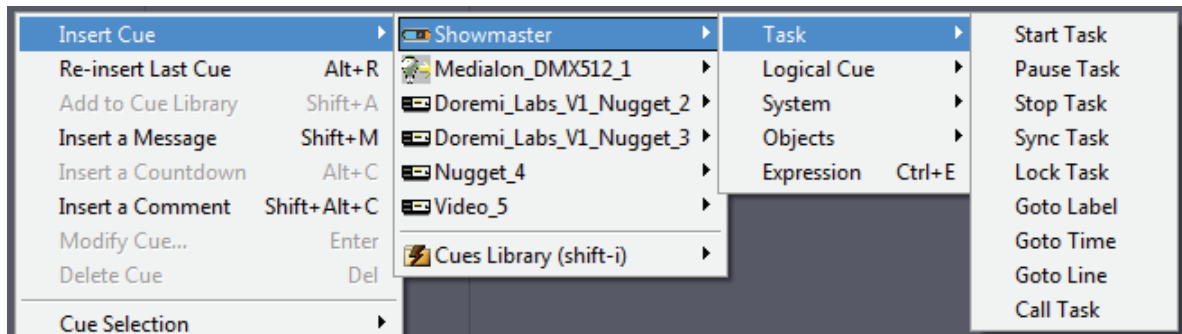 Insert Cue
Re-insert Last Cue Alt+R
Add to Cue Library Shift+A
Insert a Message Shift+M
Insert a Countdown Alt+C
Insert a Comment Shift+Alt+C
Modify Cue... Enter
Delete Cue Del
Cue Selection
Showmaster
Medialon_DMX512_1
Doremi_Labs_V1_Nugget_2
Doremi_Labs_V1_Nugget_3
Nugget_4
Video_5
Cues Library (shift-i)
Task
Logical Cue
System
Objects
Expression Ctrl+E
Start Task
Pause Task
Stop Task
Sync Task
Lock Task
Goto Label
Goto Time
Goto Line
Call Task